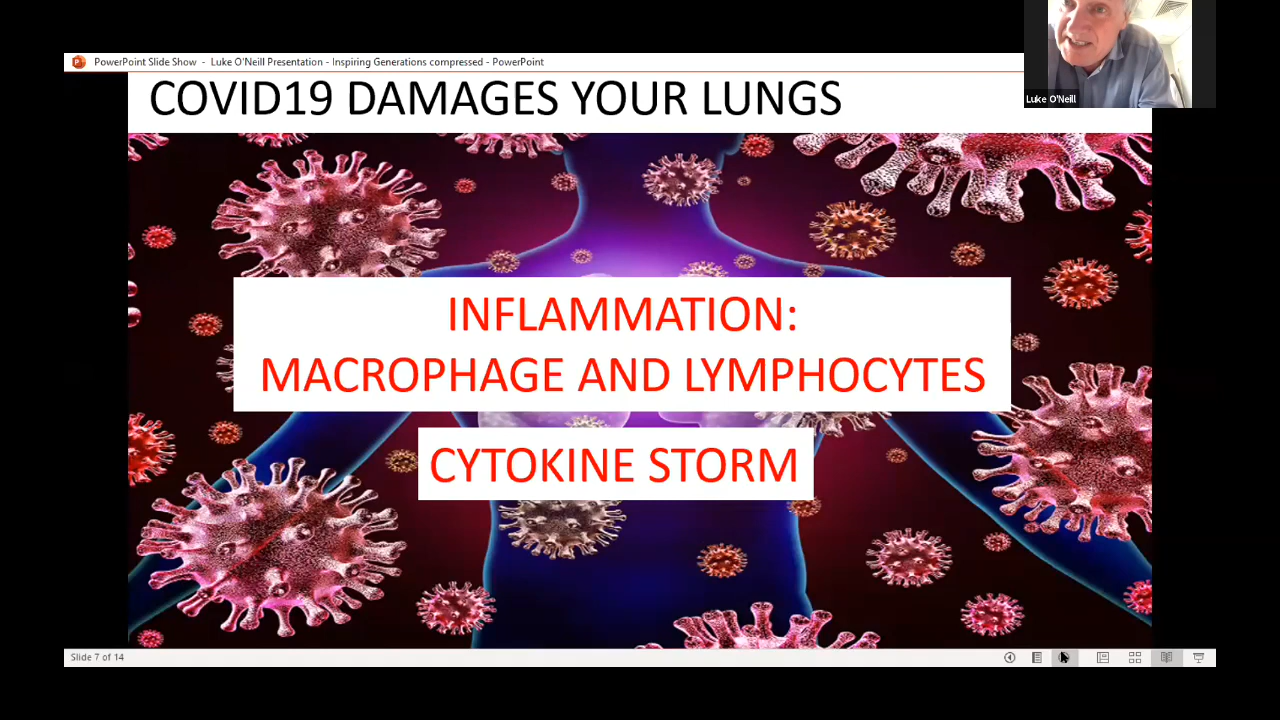 PowerPoint Slide Show - Luke O'Neill Presentation - Inspiring Generations compressed - PowerPoint
Luke O'Neill
COVID19 DAMAGES YOUR LUNGS
INFLAMMATION:
MACROPHAGE AND LYMPHOCYTES
CYTOKINE STORM
Slide 7 of 14